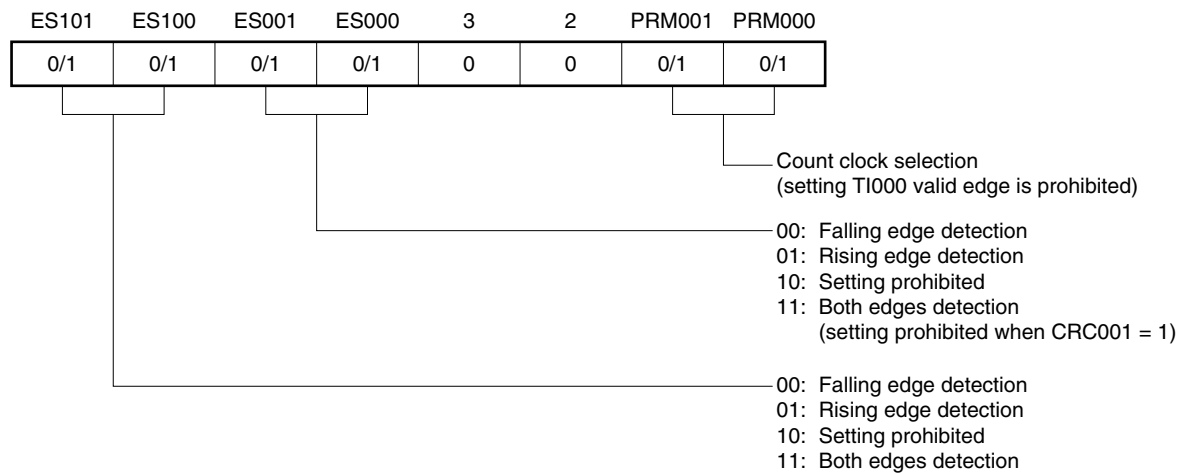 ES101 ES100 ES001 ES000 3 2 PRM001 PRM000
0/1 0/1 0/1 0/1 0 0 0/1 0/1
Count clock selection
(setting TI000 valid edge is prohibited)
00: Falling edge detection
01: Rising edge detection
10: Setting prohibited
11: Both edges detection
(setting prohibited when CRC001 = 1)
00: Falling edge detection
01: Rising edge detection
10: Setting prohibited
11: Both edges detection